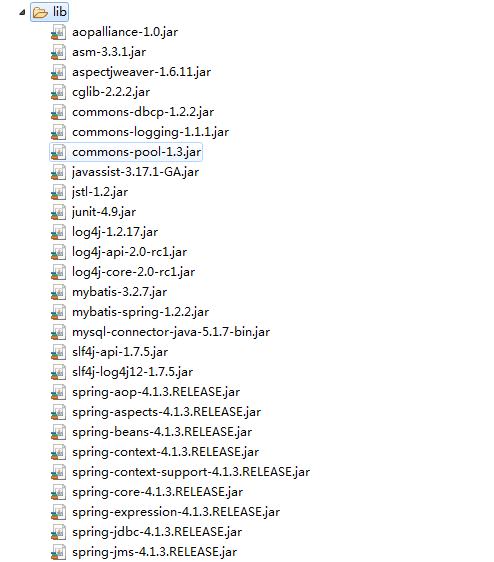 lib
aopalliance-1.0.jar
asm-3.3.1.jar
aspectjweaver-1.6.11.jar
cglib-2.2.2.jar
commons-dbcp-1.2.2.jar
commons-logging-1.1.1.jar
commons-pool-1.3.jar
javassist-3.17.1-GA.jar
jstl-1.2.jar
junit-4.9.jar
log4j-1.2.17.jar
log4j-api-2.0-rc1.jar
log4j-core-2.0-rc1.jar
mybatis-3.2.7.jar
mybatis-spring-1.2.2.jar
mysql-connector-java-5.1.7-bin.jar
slf4j-api-1.7.5.jar
slf4j-log4j12-1.7.5.jar
spring-aop-4.1.3.RELEASE.jar
spring-aspects-4.1.3.RELEASE.jar
spring-beans-4.1.3.RELEASE.jar
spring-context-4.1.3.RELEASE.jar
spring-context-support-4.1.3.RELEASE.jar
spring-core-4.1.3.RELEASE.jar
spring-expression-4.1.3.RELEASE.jar
spring-jdbc-4.1.3.RELEASE.jar
spring-jms-4.1.3.RELEASE.jar